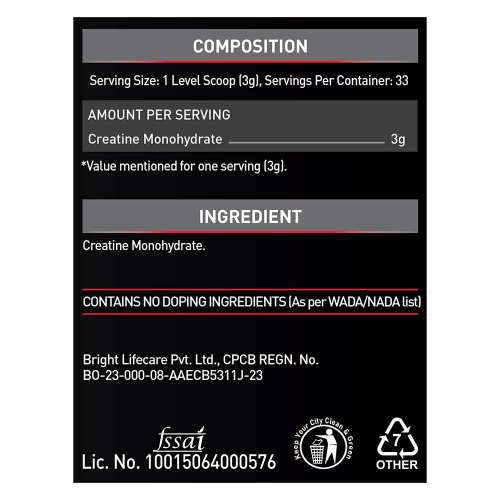 COMPOSITION
Serving Size: 1 Level Scoop (3g), Servings Per Container: 33
AMOUNT PER SERVING
Creatine Monohydrate 3g
*Value mentioned for one serving (3g).
INGREDIENT
Creatine Monohydrate.
CONTAINS NO DOPING INGREDIENTS (As per WADA/NADA list)
Bright Lifecare Pvt. Ltd., CPCB REGN. No.
BO-23-000-08-AAECB5311J-23
fssai
Lic. No. 10015064000576
Keep Your City Clean & Green
7
OTHER